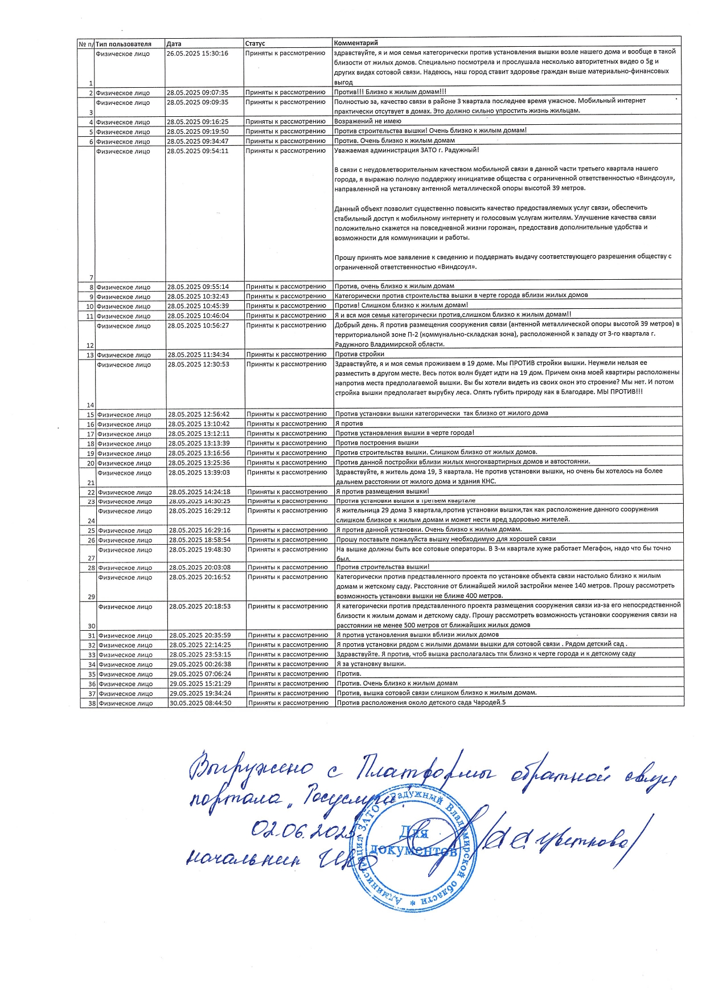 № п/ Тип пользователя Дата Статус Комментарий
Физическое лицо 26.05.2025 15:30:16 Приняты к рассмотрению здравствуйте, я и моя семья категорически против установления вышки возле нашего дома и вообще в такой
близости от жилых домов. Специально посмотрела и прослушала несколько авторитетных видео о 5g и
других видах сотовой связи. Надеюсь, наш город ставит здоровье граждан выше материально-финансовых
1 выгод
2 Физическое лицо 28.05.2025 09:07:35 Приняты к рассмотрению Против!!! Близко к жилым домам!!!
Физическое лицо 28.05.2025 09:09:35 Приняты к рассмотрению Полностью за, качество связи в районе 3 квартала последнее время ужасное. Мобильный интернет
3 практически отсутвует в домах. Это должно сильно упростить жизнь жильцам.
4 Физическое лицо 28.05.2025 09:16:25 Приняты к рассмотрению Возражений не имею
5 Физическое лицо 28.05.2025 09:19:50 Приняты к рассмотрению Против строительства вышки! Очень близко к жилым домам!
6 Физическое лицо 28.05.2025 09:34:47 Приняты к рассмотрению Против. Очень близко к жилым домам
Физическое лицо 28.05.2025 09:54:11 Приняты к рассмотрению Уважаемая администрация ЗАТО г. Радужный!
В связи с неудовлетворительным качеством мобильной связи в данной части третьего квартала нашего
города, я выражаю полную поддержку инициативе общества с ограниченной ответственностью «Виндсоул»,
направленной на установку антенной металлической опоры высотой 39 метров.
Данный объект позволит существенно повысить качество предоставляемых услуг связи, обеспечить
стабильный доступ к мобильному интернету и голосовым услугам жителям. Улучшение качества связи
положительно скажется на повседневной жизни горожан, предоставив дополнительные удобства и
возможности для коммуникации и работы.
Прошу принять мое заявление к сведению и поддержать выдачу соответствующего разрешения обществу с
ограниченной ответственностью «Виндсоул».
7
8 Физическое лицо 28.05.2025 09:55:14 Приняты к рассмотрению Против, очень близко к жилым домам
9 Физическое лицо 28.05.2025 10:32:43 Приняты к рассмотрению Категорически против строительства вышки в черте города вблизи жилых домов
10 Физическое лицо 28.05.2025 10:45:39 Приняты к рассмотрению Против! Слишком близко к жилым домам!
11 Физическое лицо 28.05.2025 10:46:04 Приняты к рассмотрению Я и вся моя семья категорически против,слишком близко к жилым домам!!
Физическое лицо 28.05.2025 10:56:27 Приняты к рассмотрению Добрый день. Я против размещения сооружения связи (антенной металлической опоры высотой 39 метров) в
территориальной зоне П-2 (коммунально-складская зона), расположенной к западу от 3-го квартала г.
12 Радужного Владимирской области.
13 Физическое лицо 28.05.2025 11:34:34 Приняты к рассмотрению Против стройки
Физическое лицо 28.05.2025 12:30:53 Приняты к рассмотрению Здравствуйте, я и моя семья проживаем в 19 доме. Мы ПРОТИВ стройки вышки. Неужели нельзя ее
разместить в другом месте. Весь поток волн будет идти на 19 дом. Причем окна моей квартиры расположены
напротив места предполагаемой вышки. Вы бы хотели видеть из своих окон это строение? Мы нет. И потом
стройка вышки предполагает вырубку леса. Опять губить природу как в Благодаре. МЫ ПРОТИВ!!!
14
15 Физическое лицо 28.05.2025 12:56:42 Приняты к рассмотрению Против установки вышки категорически так близко от жилого дома
16 Физическое лицо 28.05.2025 13:10:42 Приняты к рассмотрению Я против
17 Физическое лицо 28.05.2025 13:12:11 Приняты к рассмотрению Против установления вышки в черте города!
18 Физическое лицо 28.05.2025 13:13:39 Приняты к рассмотрению Против построения вышки
19 Физическое лицо 28.05.2025 13:16:56 Приняты к рассмотрению Против строительства вышки. Слишком близко от жилых домов.
20 Физическое лицо 28.05.2025 13:25:36 Приняты к рассмотрению Против данной постройки вблизи жилых многоквартирных домов и автостоянки.
Физическое лицо 28.05.2025 13:39:03 Приняты к рассмотрению Здравствуйте, я житель дома 19, 3 квартала. Не против установки вышки, но очень бы хотелось на более
21 дальнем расстоянии от жилого дома и здания КНС.
22 Физическое лицо 28.05.2025 14:24:18 Приняты к рассмотрению Я против размещения вышки!
23 Физическое лицо 28.05.2025 14:30:25 Приняты к рассмотрению Против установки вышки в третьем квартале
Физическое лицо 28.05.2025 16:29:12 Приняты к рассмотрению Я жительница 29 дома 3 квартала,против установки вышки,так как расположение данного сооружения
24 слишком близкое к жилым домам и может нести вред здоровью жителей.
25 Физическое лицо 28.05.2025 16:29:16 Приняты к рассмотрению Я против данной установки. Очень близко к жилым домам.
26 Физическое лицо 28.05.2025 18:58:54 Приняты к рассмотрению Прошу поставьте пожалуйста вышку необходимую для хорошей связи
Физическое лицо 28.05.2025 19:48:30 Приняты к рассмотрению На вышке должны быть все сотовые операторы. В 3-м квартале хуже работает Мегафон, надо что бы точно
27 был.
28 Физическое лицо 28.05.2025 20:03:08 Приняты к рассмотрению Против строительства вышки!
Физическое лицо 28.05.2025 20:16:52 Приняты к рассмотрению Категорически против представленного проекта по установке объекта связи настолько близко к жилым
домам и жетскому саду. Расстояние от ближайшей жилой застройки менее 140 метров. Прошу рассмотреть
29 возможность установки вышки не ближе 400 метров.
Физическое лицо 28.05.2025 20:18:53 Приняты к рассмотрению Я категорически против представленного проекта размещения сооружения связи из-за его непосредственной
близости к жилым домам и детскому саду. Прошу рассмотреть возможность установки сооружения связи на
30 расстоянии не менее 500 метров от ближайших жилых домов
31 Физическое лицо 28.05.2025 20:35:59 Приняты к рассмотрению Я против установления вышки вблизи жилых домов
32 Физическое лицо 28.05.2025 22:14:25 Приняты к рассмотрению Я против установки рядом с жилыми домами вышки для сотовой связи . Рядом детский сад .
33 Физическое лицо 28.05.2025 23:53:15 Приняты к рассмотрению Здравствуйте. Я против, чтоб вышка располагалась тпк близко к черте города и к детскому саду
34 Физическое лицо 29.05.2025 00:26:38 Приняты к рассмотрению Я за установку вышки.
35 Физическое лицо 29.05.2025 07:06:24 Приняты к рассмотрению Против.
36 Физическое лицо 29.05.2025 15:21:29 Приняты к рассмотрению Против. Очень близко к жилым домам
37 Физическое лицо 29.05.2025 19:34:24 Приняты к рассмотрению Против, вышка сотовой связи слишком близко к жилым домам.
38 Физическое лицо 30.05.2025 08:44:50 Приняты к рассмотрению Против расположения около детского сада Чародей 5
Выгружено с Платформы обратной связи
портала „Госуслуги"
02.06.2025
начальник /А.С. Цветкова/
Администрация ЗАТО г. Радужный Владимирской области *
Для
документов